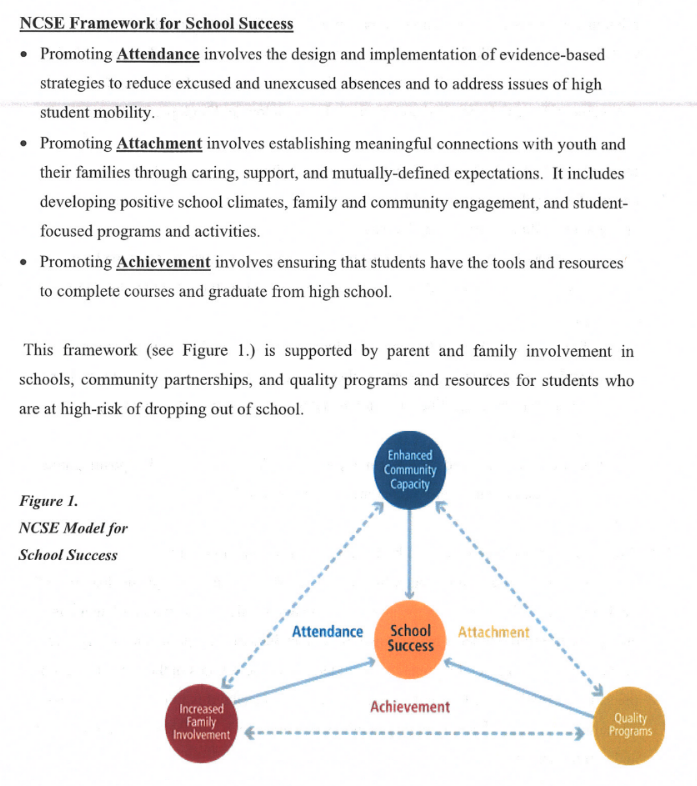 NCSE Framework for School Success
• Promoting Attendance involves the design and implementation of evidence-based
strategies to reduce excused and unexcused absences and to address issues of high
student mobility.
• Promoting Attachment involves establishing meaningful connections with youth and
their families through caring, support, and mutually-defined expectations. It includes
developing positive school climates, family and community engagement, and student-
focused programs and activities.
• Promoting Achievement involves ensuring that students have the tools and resources
to complete courses and graduate from high school.
This framework (see Figure 1.) is supported by parent and family involvement in
schools, community partnerships, and quality programs and resources for students who
are at high-risk of dropping out of school.
Figure 1.
NCSE Model for
School Success
Enhanced
Community
Capacity
Attendance
School
Success
Attachment
Achievement
Increased
Family
Involvement
Quality
Programs